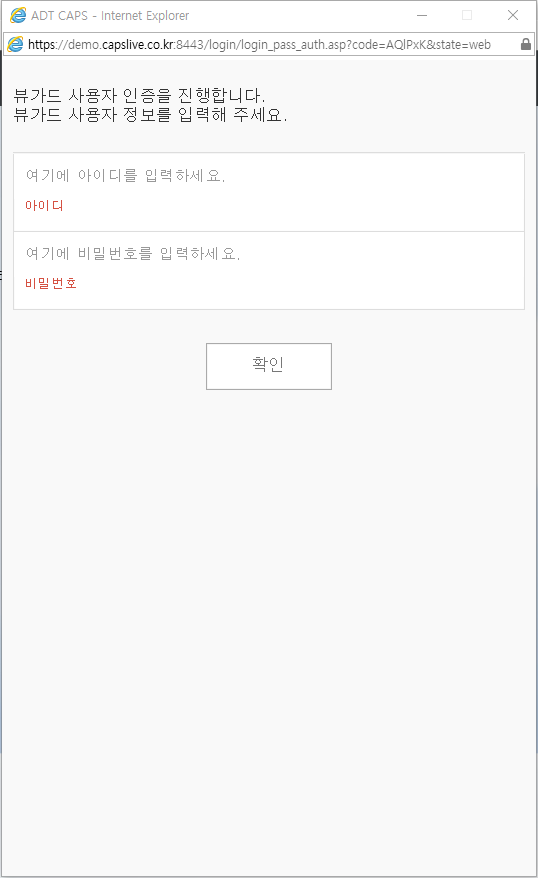 ADT CAPS - Internet Explorer
https://demo.capslive.co.kr:8443/login/login_pass_auth.asp?code=AQlPxK&state=web
뷰가드 사용자 인증을 진행합니다.
뷰가드 사용자 정보를 입력해 주세요.
여기에 아이디를 입력하세요.
아이디
여기에 비밀번호를 입력하세요.
비밀번호
확인